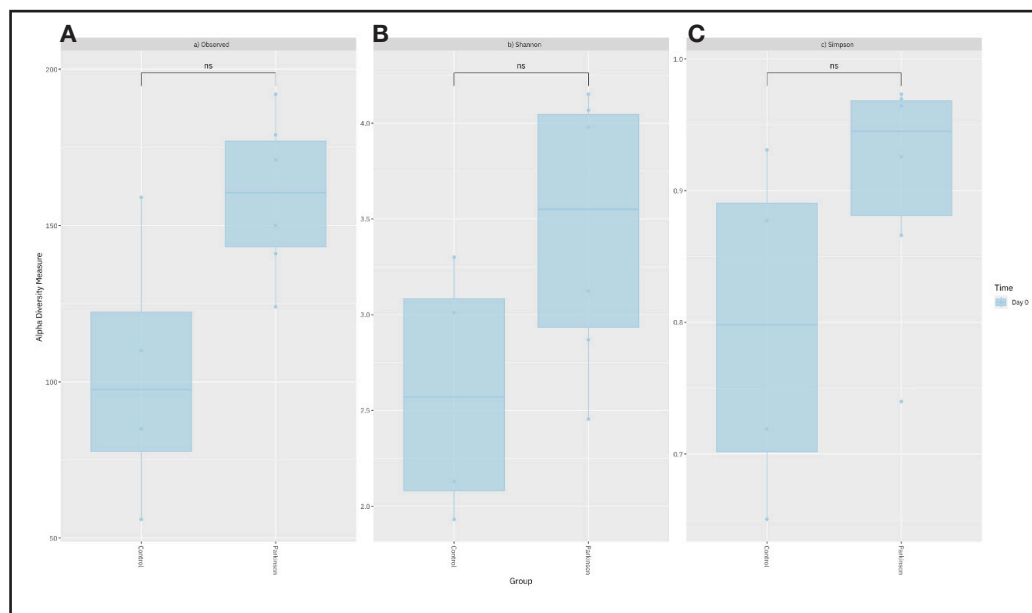 A
B
C
a) Observed
b) Shannon
c) Simpson
ns
ns
ns
200
150
100
50
4.0
3.5
3.0
2.5
2.0
1.0
0.9
0.8
0.7
Alpha Diversity Measure
Control
Parkinson
Control
Parkinson
Control
Parkinson
Group
Time
Day 0